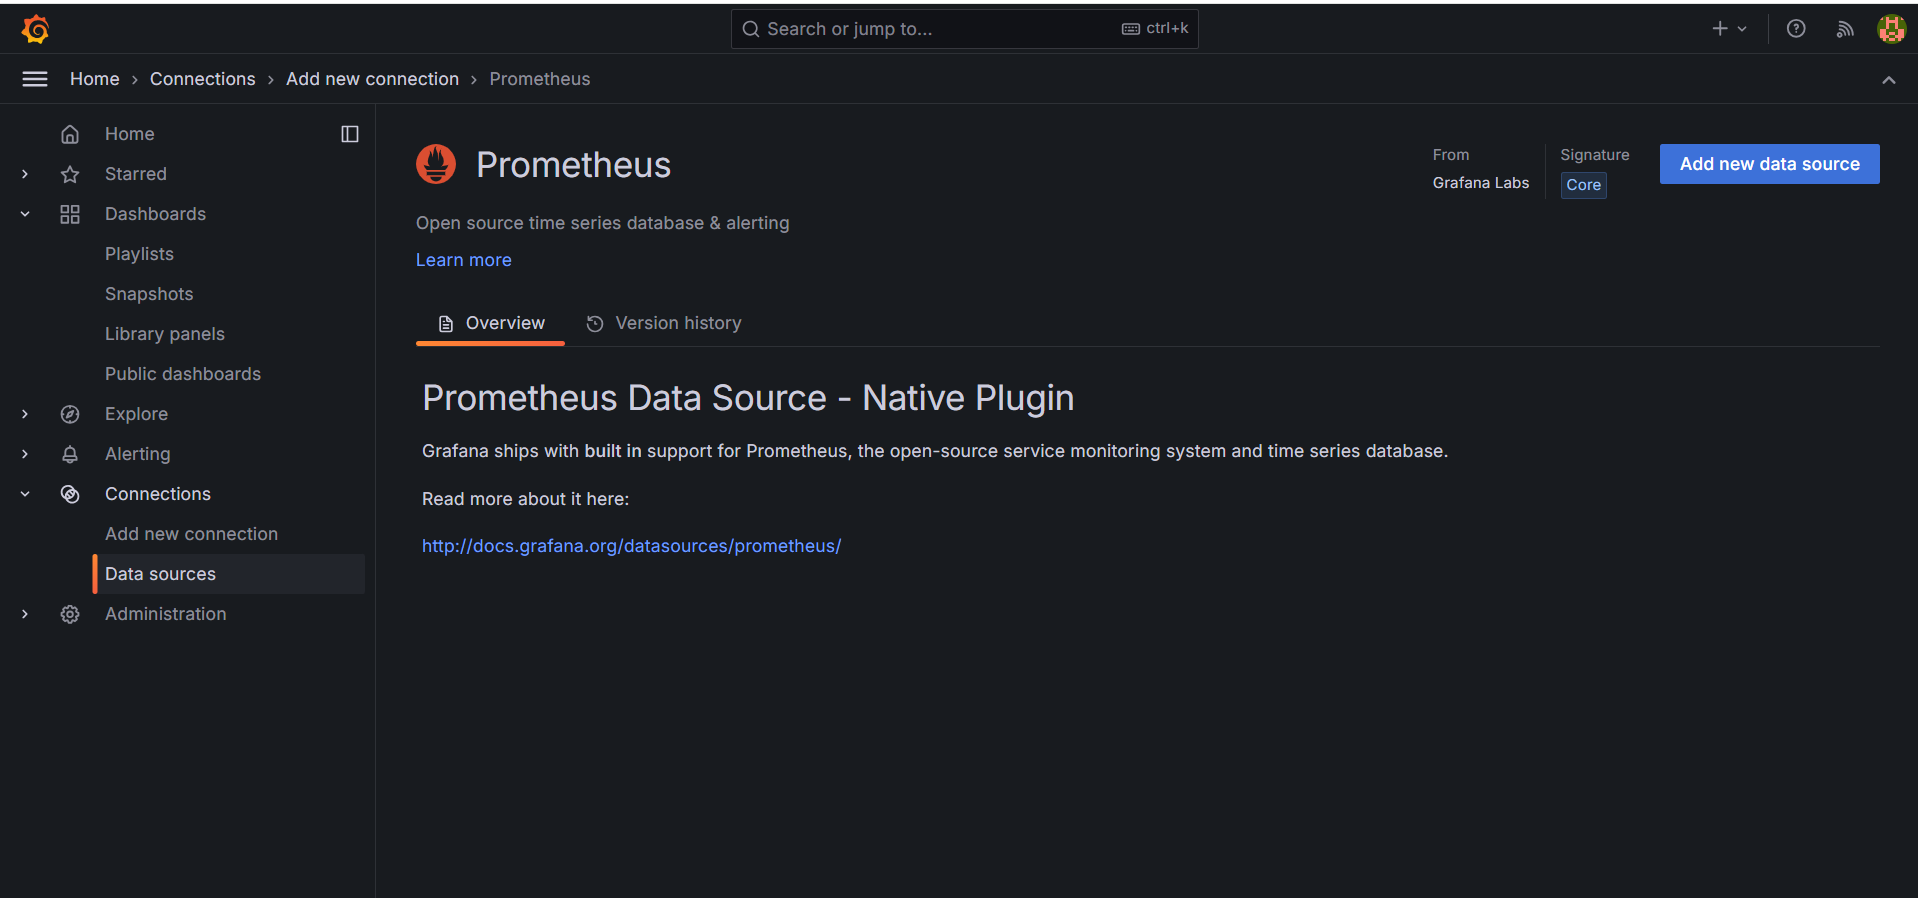 Search or jump to...
ctrl+k
Home › Connections › Add new connection › Prometheus
Home
Starred
Dashboards
Playlists
Snapshots
Library panels
Public dashboards
Explore
Alerting
Connections
Add new connection
Data sources
Administration
Prometheus
From
Grafana Labs
Signature
Core
Add new data source
Open source time series database & alerting
Learn more
Overview
Version history
Prometheus Data Source - Native Plugin
Grafana ships with built in support for Prometheus, the open-source service monitoring system and time series database.
Read more about it here:
http://docs.grafana.org/datasources/prometheus/